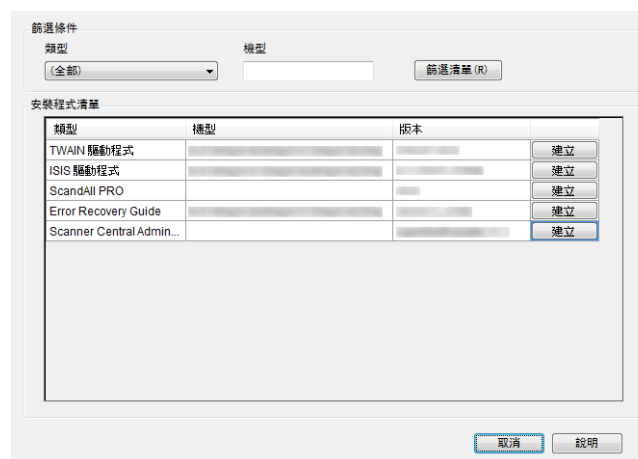 篩選條件
類型 機型
(全部) 篩選清單(R)
安裝程式清單
類型 機型 版本
TWAIN 驅動程式 建立
ISIS 驅動程式 建立
ScandAll PRO 建立
Error Recovery Guide 建立
Scanner Central Admin... 建立
取消 說明